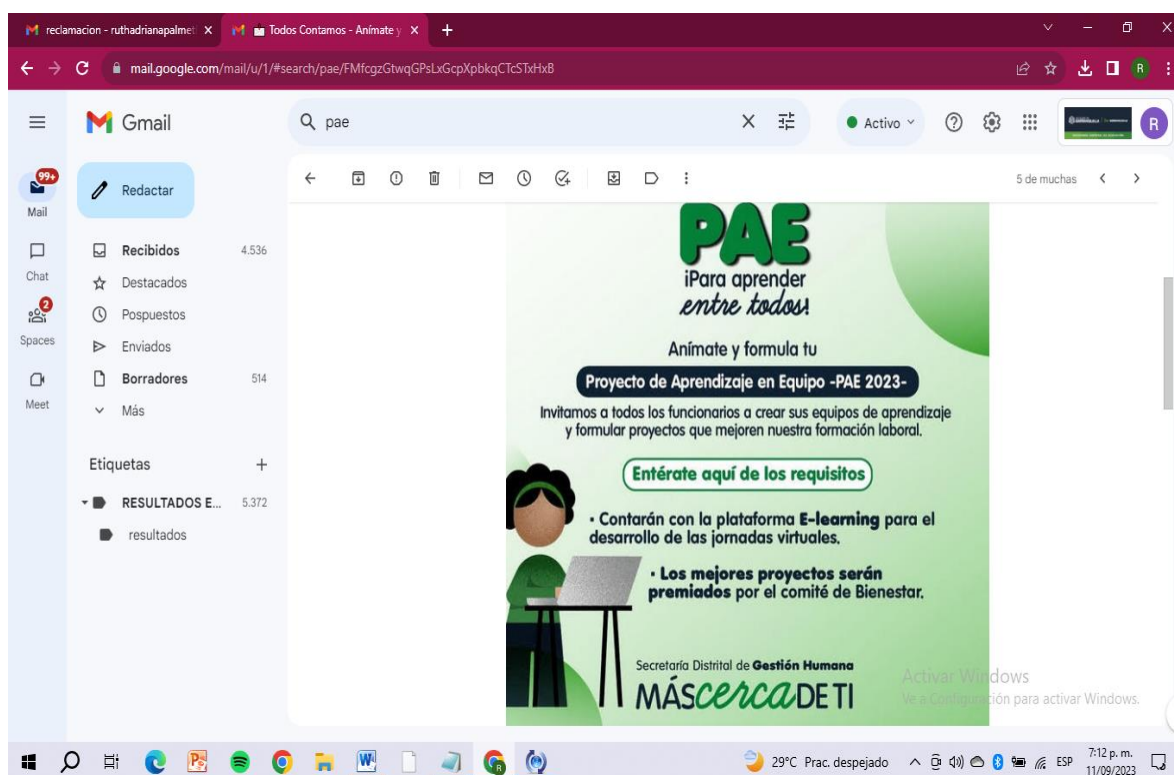 reclamacion - ruthadrianapalmet
Todos Contamos - Anímate y
mail.google.com/mail/u/1/#search/pae/FMfcgzGtwqGPsLxGcpXpbkqCTcSTxHxB
R
Gmail
pae
Activo
R
99+
Mail
Redactar
5 de muchas
Recibidos 4.536
Chat
Destacados
2
Pospuestos
Spaces
Enviados
Borradores 514
Meet
Más
Etiquetas
RESULTADOS E... 5.372
resultados
PAE
¡Para aprender
entre todos!
Anímate y formula tu
Proyecto de Aprendizaje en Equipo -PAE 2023-
Invitamos a todos los funcionarios a crear sus equipos de aprendizaje
y formular proyectos que mejoren nuestra formación laboral.
Entérate aquí de los requisitos
· Contarán con la plataforma E-learning para el
desarrollo de las jornadas virtuales.
· Los mejores proyectos serán
premiados por el comité de Bienestar.
Secretaría Distrital de Gestión Humana
MÁS cerca DE TI
Activar Windows
Ve a Configuración para activar Windows.
29°C Prac. despejado
ESP
7:12 p. m.
11/09/2023